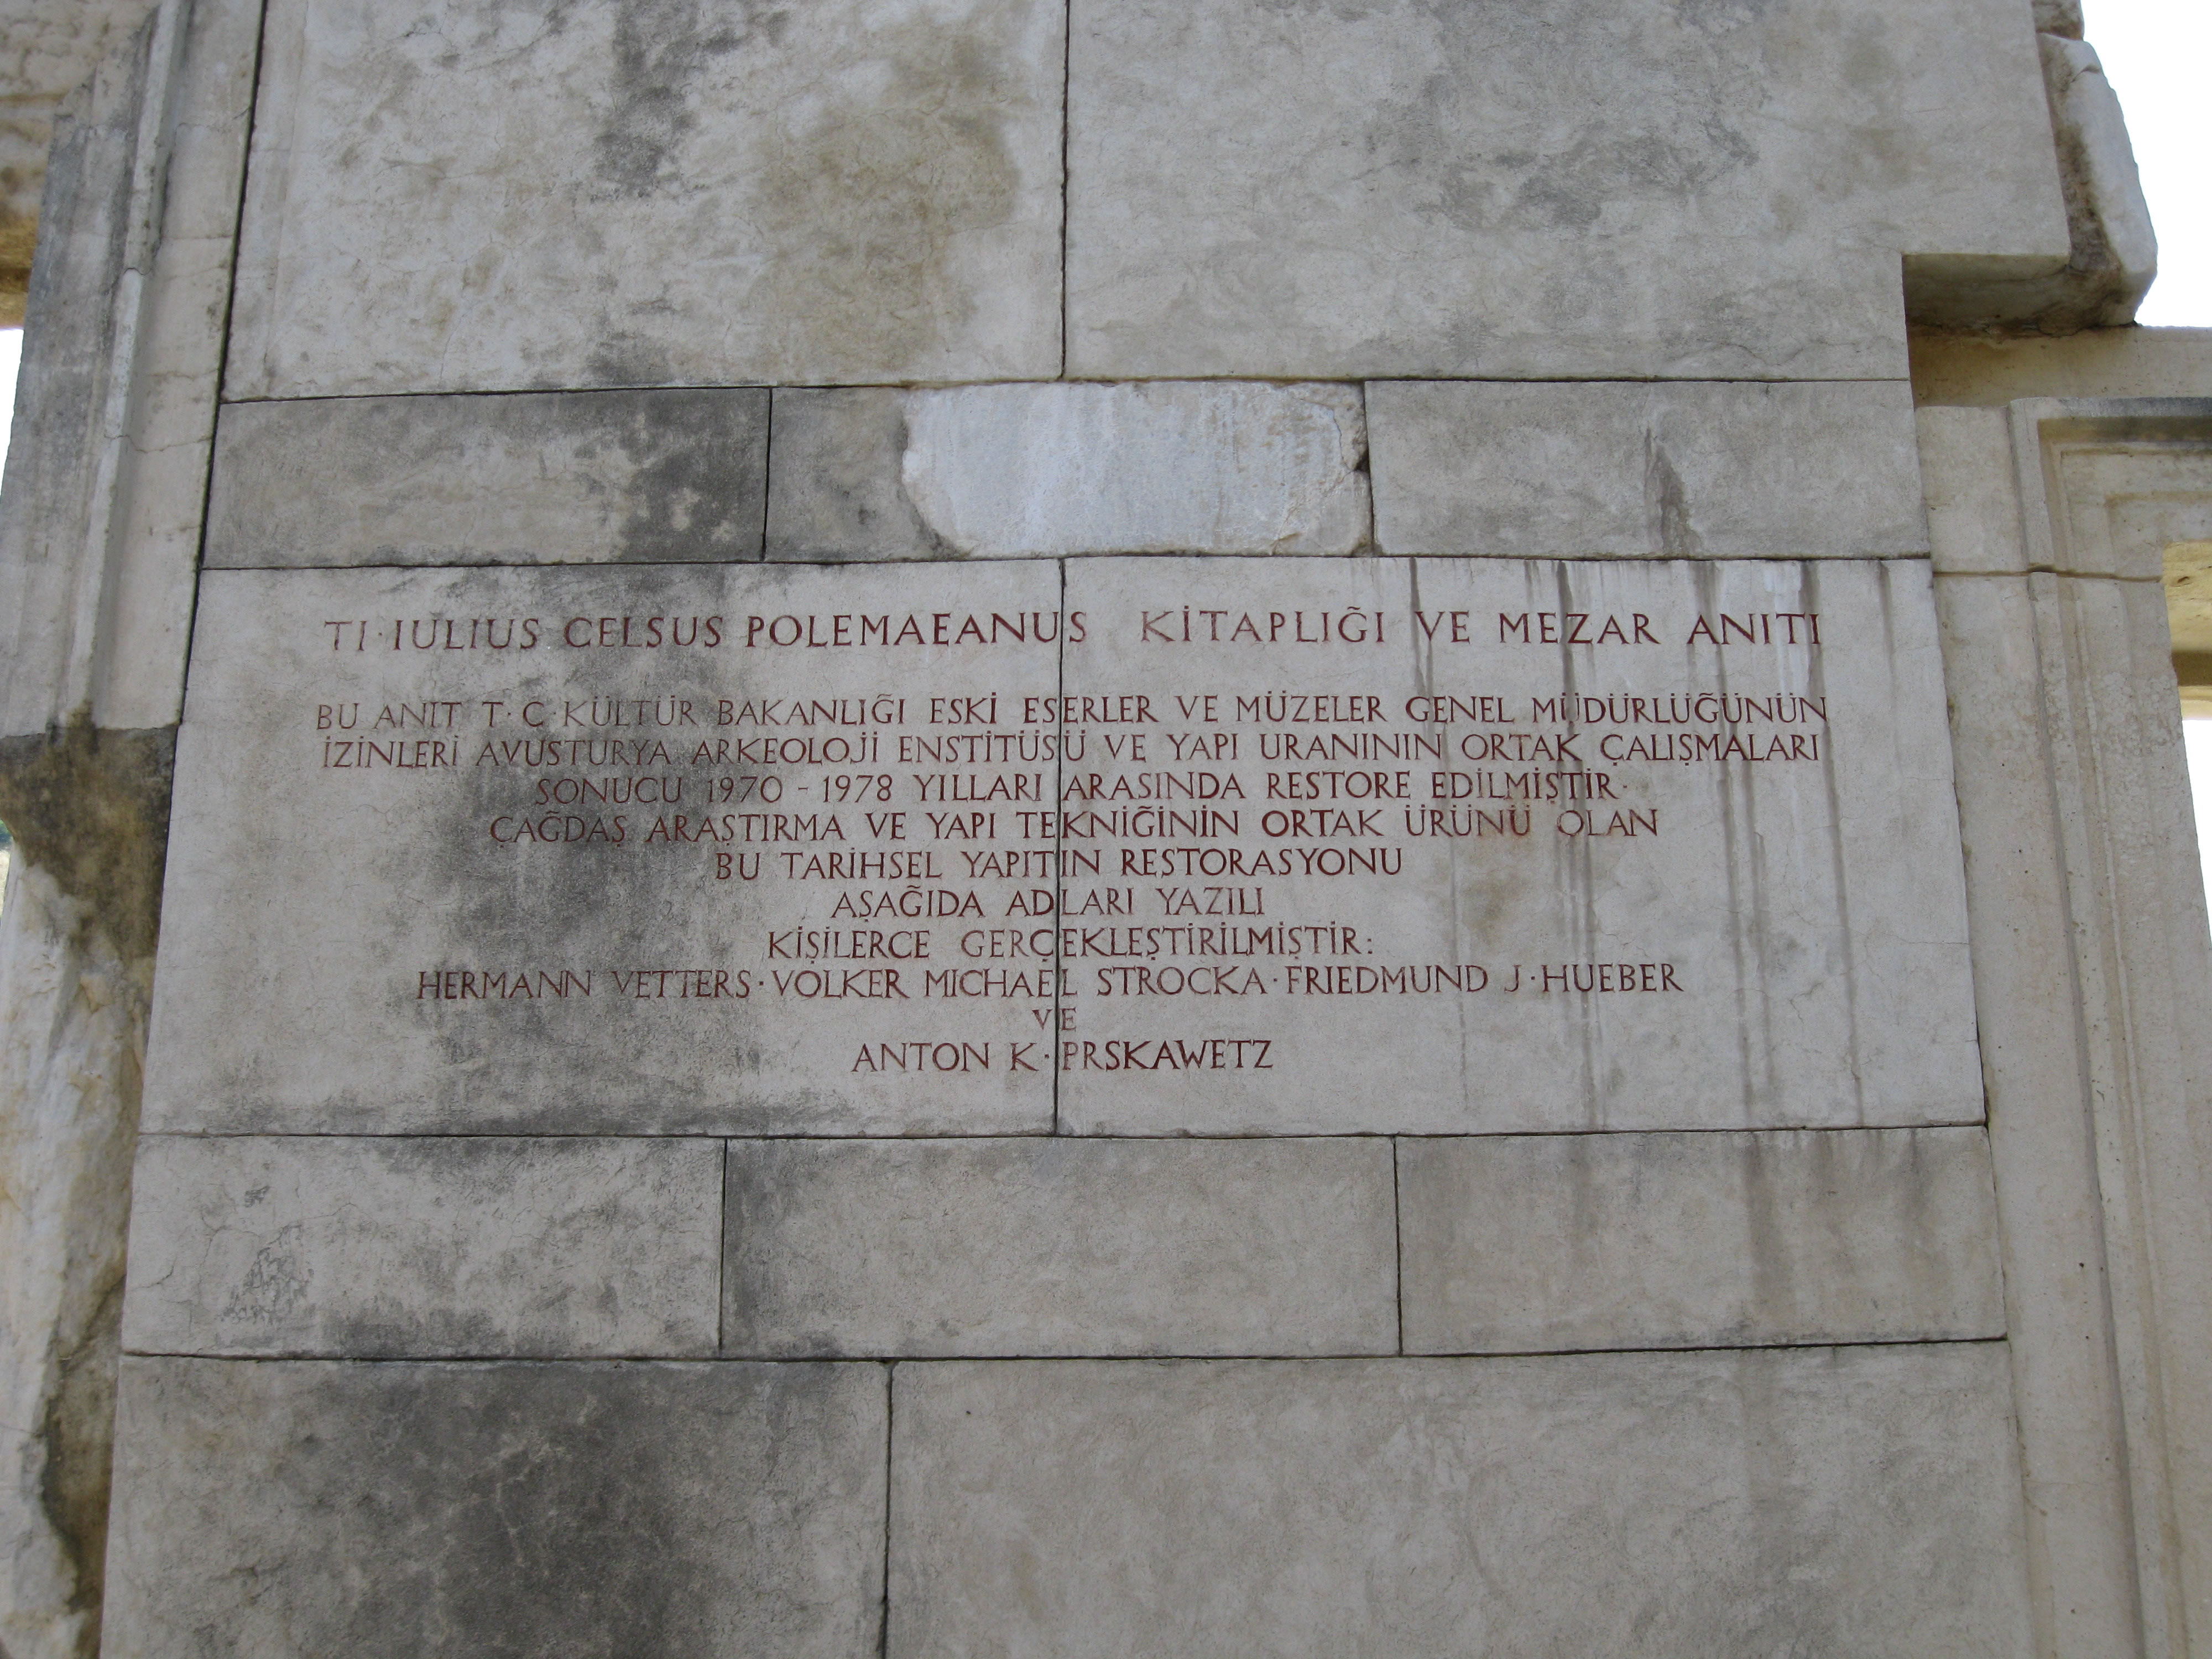 TI·IULIUS CELSUS POLEMAEANUS KİTAPLIĞI VE MEZAR ANITI
BU ANIT T·C·KÜLTÜR BAKANLIĞI ESKİ ESERLER VE MÜZELER GENEL MÜDÜRLÜĞÜNÜN
İZİNLERİ AVUSTURYA ARKEOLOJİ ENSTİTÜSÜ VE YAPI URANININ ORTAK ÇALIŞMALARI
SONUCU 1970 - 1978 YILLARI ARASINDA RESTORE EDİLMİŞTİR·
ÇAĞDAŞ ARAŞTIRMA VE YAPI TEKNİĞİNİN ORTAK ÜRÜNÜ OLAN
BU TARİHSEL YAPITIN RESTORASYONU
AŞAĞIDA ADLARI YAZILI
KİŞİLERCE GERÇEKLEŞTİRİLMİŞTİR:
HERMANN VETTERS·VOLKER MICHAEL STROCKA·FRIEDMUND J·HUEBER
VE
ANTON K·PRSKAWETZ